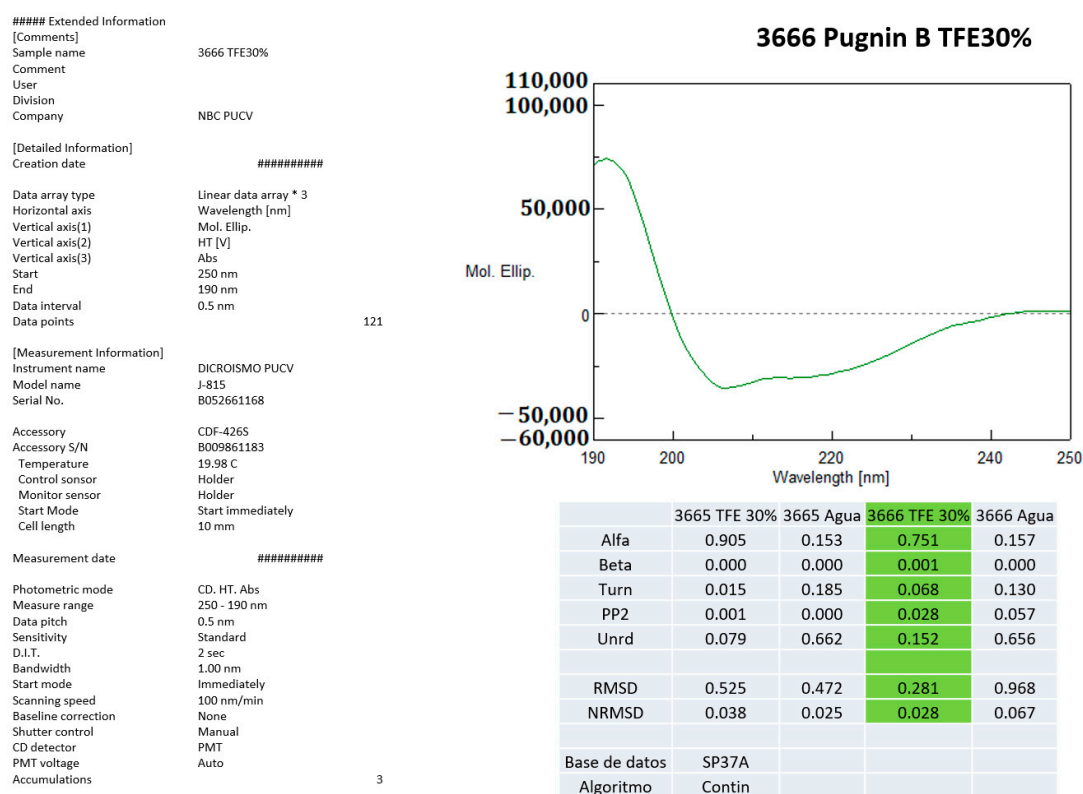 ##### Extended Information
[Comments]
Sample name 3666 TFE30%
Comment
User
Division
Company NBC PUCV
[Detailed Information]
Creation date ##########
Data array type Linear data array * 3
Horizontal axis Wavelength [nm]
Vertical axis(1) Mol. Ellip.
Vertical axis(2) HT [V]
Vertical axis(3) Abs
Start 250 nm
End 190 nm
Data interval 0.5 nm
Data points 121
[Measurement Information]
Instrument name DICROISMO PUCV
Model name J-815
Serial No. B052661168
Accessory CDF-426S
Accessory S/N B009861183
Temperature 19.98 C
Control sonsor Holder
Monitor sensor Holder
Start Mode Start immediately
Cell length 10 mm
Measurement date ##########
Photometric mode CD. HT. Abs
Measure range 250 - 190 nm
Data pitch 0.5 nm
Sensitivity Standard
D.I.T. 2 sec
Bandwidth 1.00 nm
Start mode Immediately
Scanning speed 100 nm/min
Baseline correction None
Shutter control Manual
CD detector PMT
PMT voltage Auto
Accumulations 3
3666 Pugnin B TFE30%
110,000
100,000
50,000
Mol. Ellip.
0
−50,000
−60,000
190 200 220 240 250
Wavelength [nm]
3665 TFE 30% 3665 Agua 3666 TFE 30% 3666 Agua
Alfa 0.905 0.153 0.751 0.157
Beta 0.000 0.000 0.001 0.000
Turn 0.015 0.185 0.068 0.130
PP2 0.001 0.000 0.028 0.057
Unrd 0.079 0.662 0.152 0.656
RMSD 0.525 0.472 0.281 0.968
NRMSD 0.038 0.025 0.028 0.067
Base de datos SP37A
Algoritmo Contin